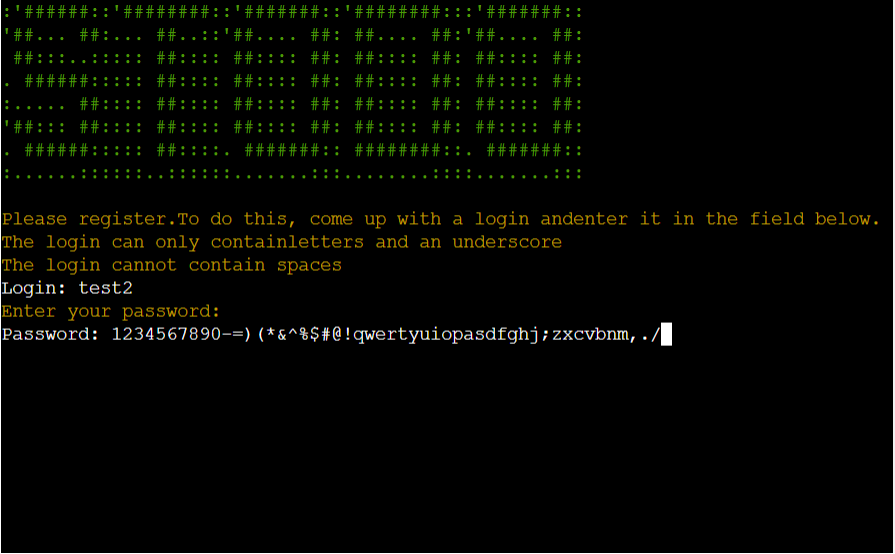 :'######::'########::'#######::'########:::'#######::
'##... ##:... ##..::'##.... ##: ##.... ##:'##.... ##:
 ##:::..::::: ##:::: ##:::: ##: ##:::: ##: ##:::: ##:
. ######::::: ##:::: ##:::: ##: ##:::: ##: ##:::: ##:
:..... ##:::: ##:::: ##:::: ##: ##:::: ##: ##:::: ##:
'##::: ##:::: ##:::: ##:::: ##: ##:::: ##: ##:::: ##:
. ######::::: ##::::. #######:: ########::. #######::
:......::::::..::::::.......:::........::::.......:::
Please register.To do this, come up with a login andenter it in the field below.
The login can only containletters and an underscore
The login cannot contain spaces
Login: test2
Enter your password:
Password: 1234567890-=)(*&^%$#@!qwertyuiopasdfghj;zxcvbnm,./